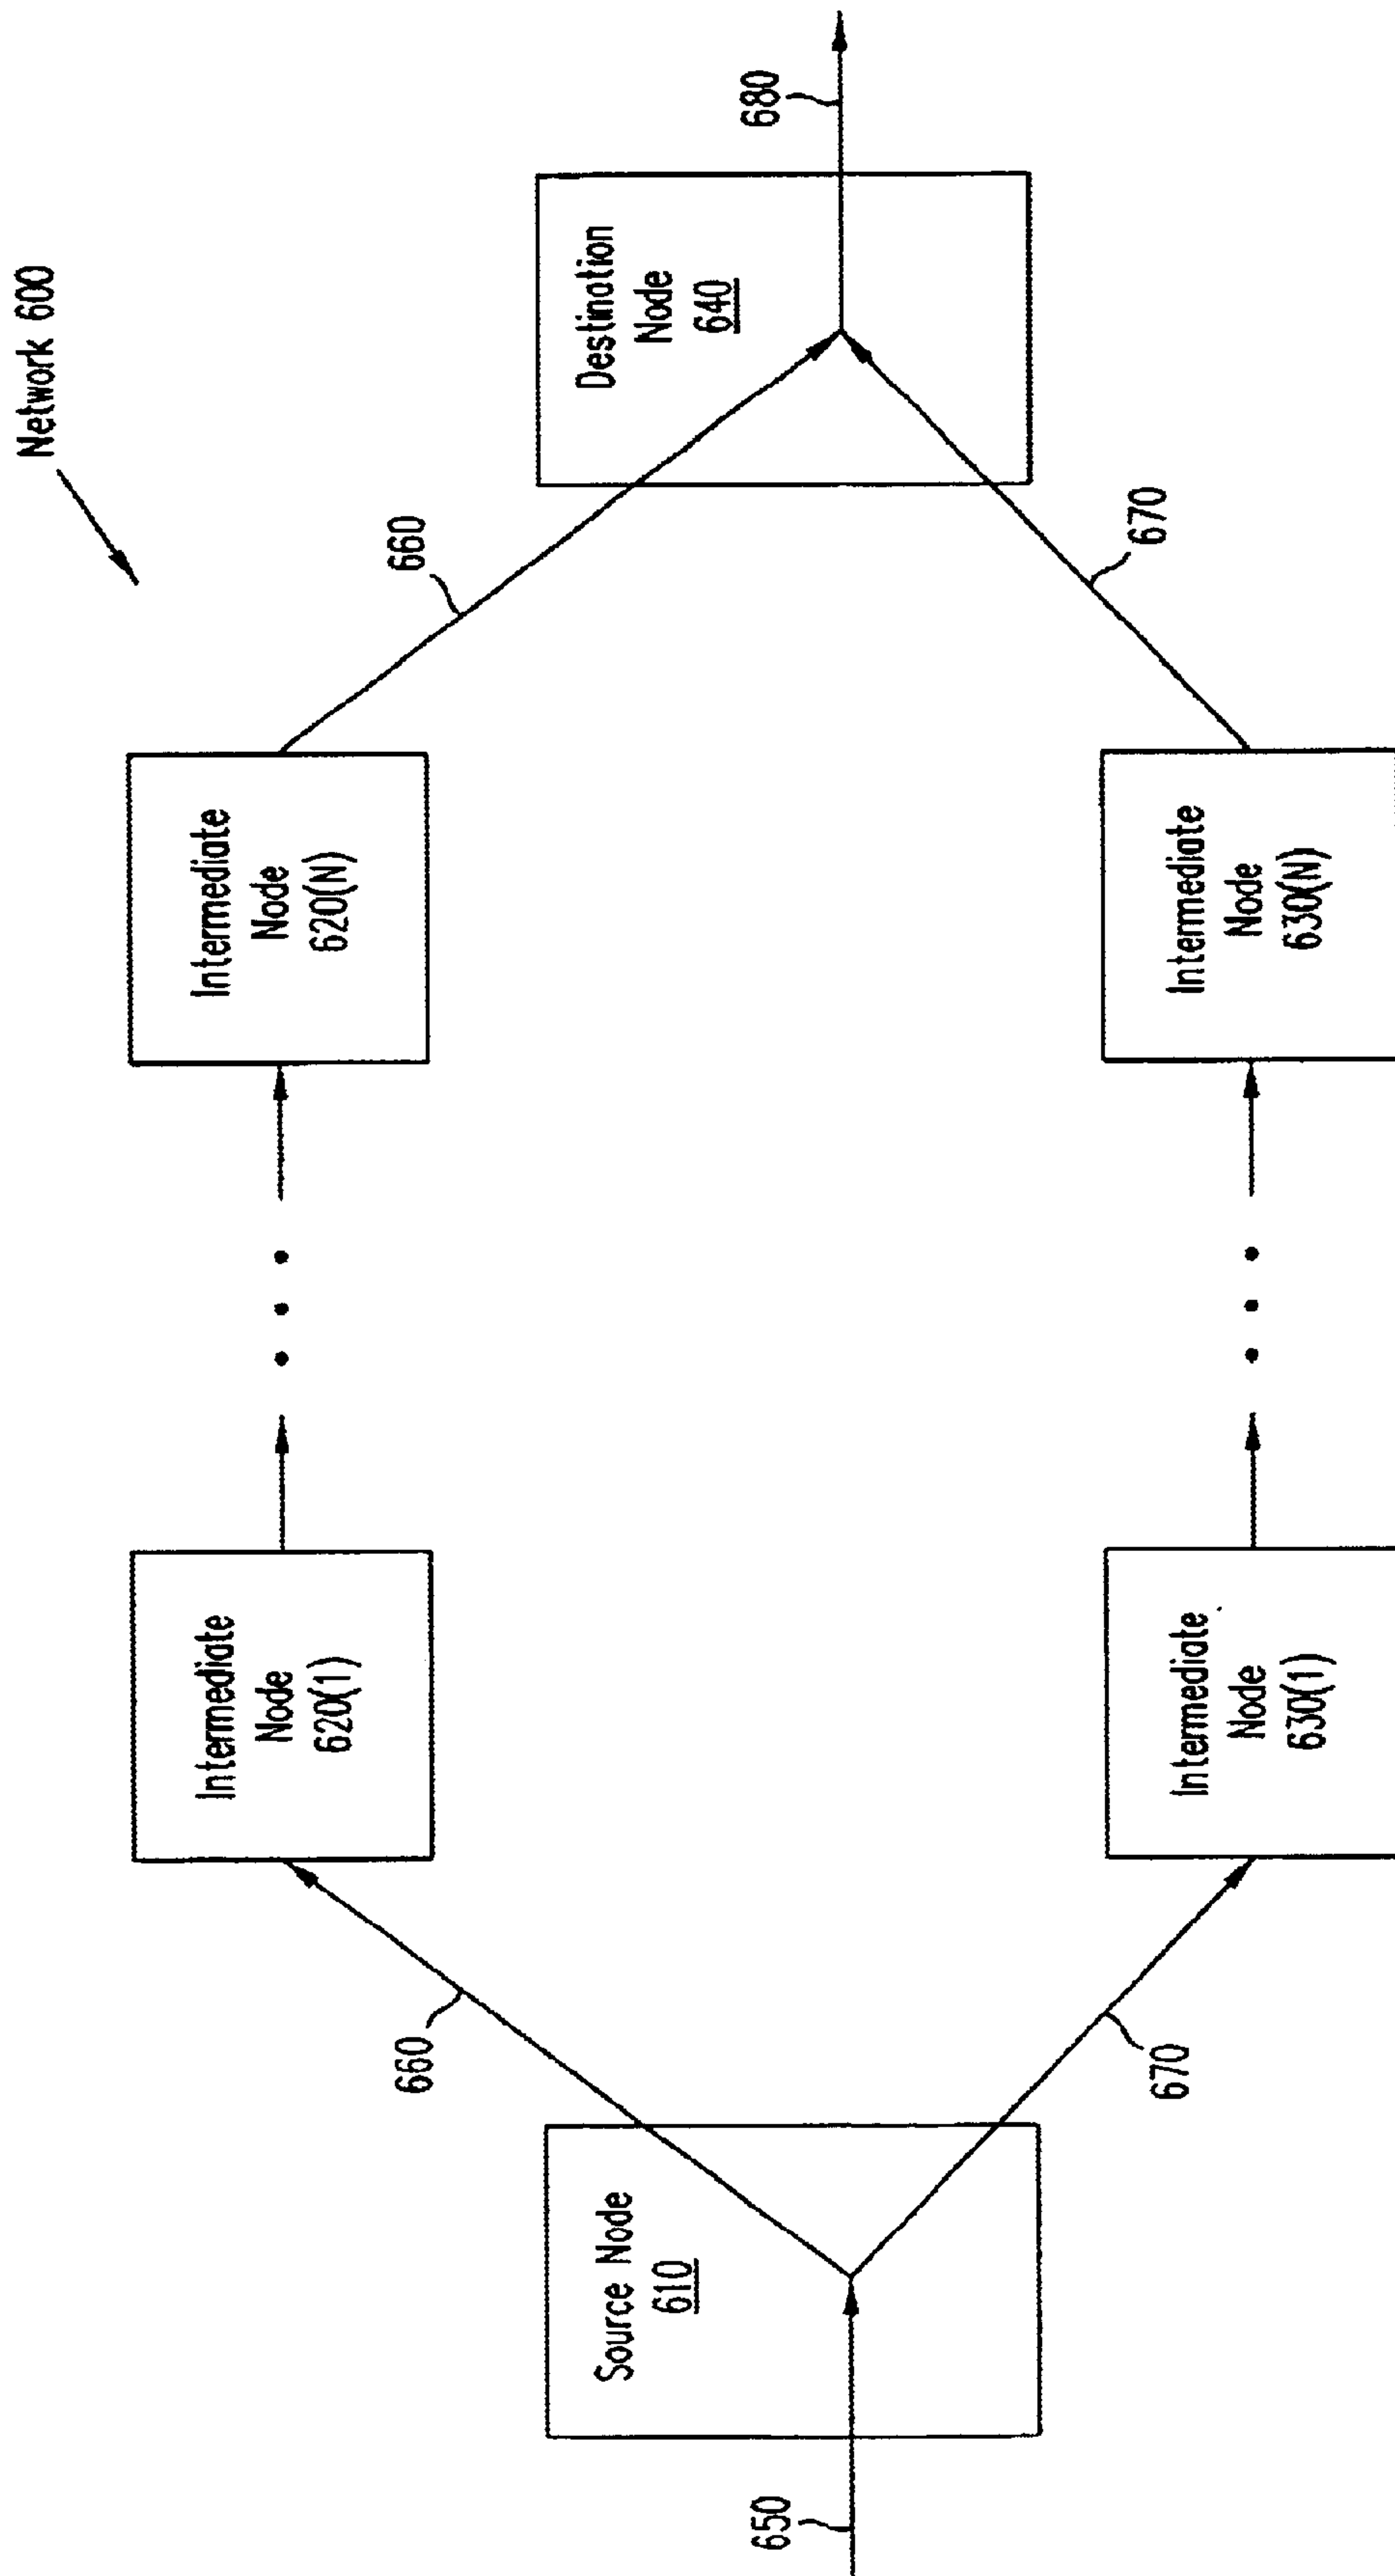 Network 600
Intermediate
Node
620(1)
Intermediate
Node
620(N)
660
660
Source Node
610
Destination
Node
640
650
680
670
670
Intermediate
Node
630(1)
Intermediate
Node
630(N)